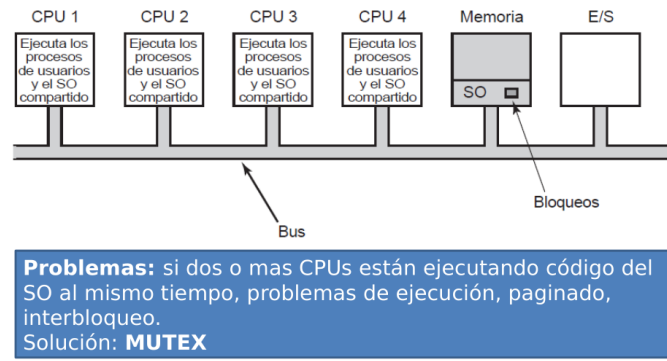 CPU 1
CPU 2
CPU 3
CPU 4
Memoria
E/S
Ejecuta los
procesos
de usuarios
y el SO
compartido
Ejecuta los
procesos
de usuarios
y el SO
compartido
Ejecuta los
procesos
de usuarios
y el SO
compartido
Ejecuta los
procesos
de usuarios
y el SO
compartido
SO
Bloqueos
Bus
Problemas: si dos o mas CPUs están ejecutando código del
SO al mismo tiempo, problemas de ejecución, paginado,
interbloqueo.
Solución: MUTEX